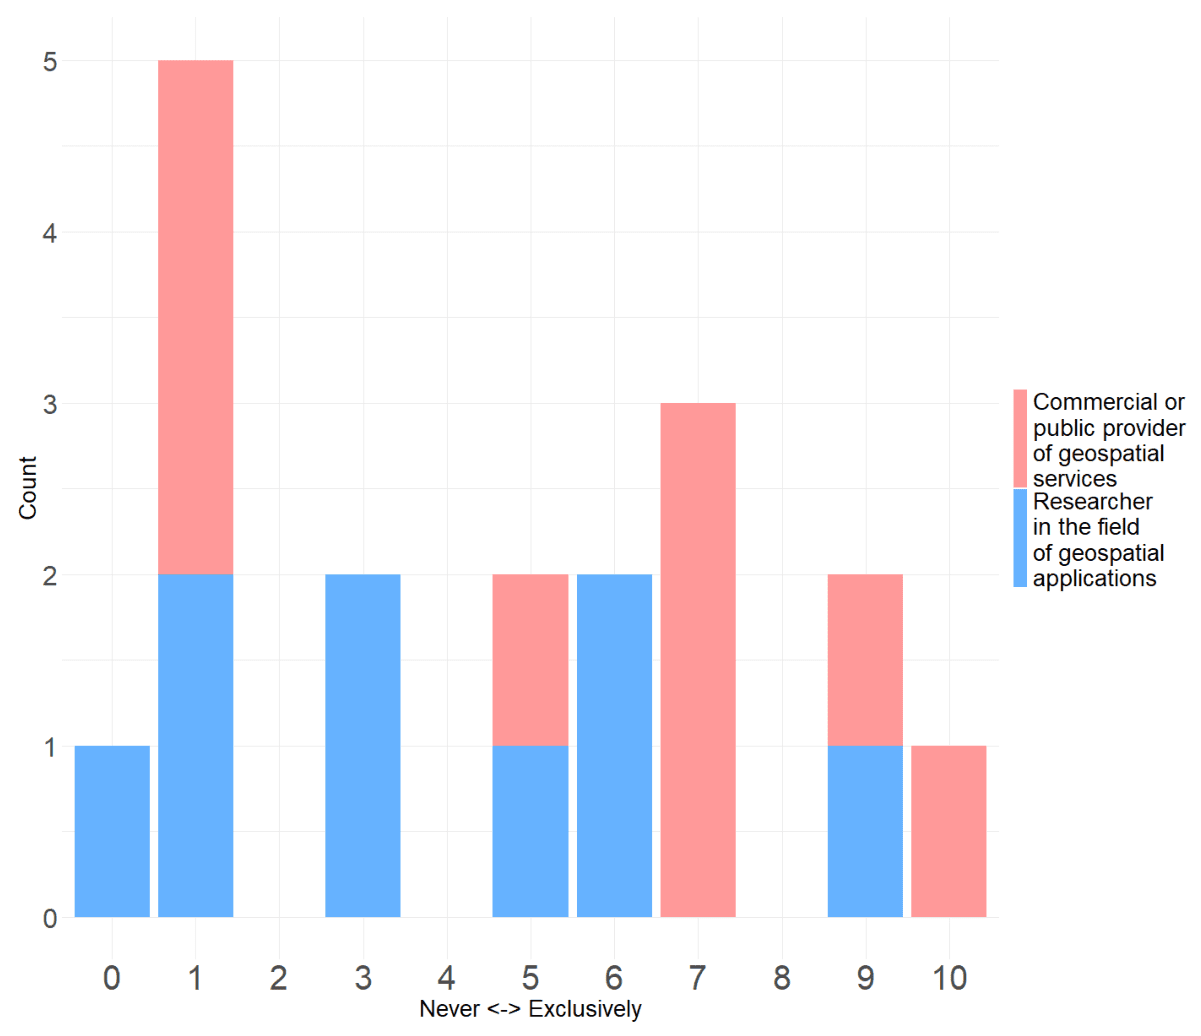 5
4
3
2
1
0
Count
0 1 2 3 4 5 6 7 8 9 10
Never <-> Exclusively
Commercial or
public provider
of geospatial
services
Researcher
in the field
of geospatial
applications